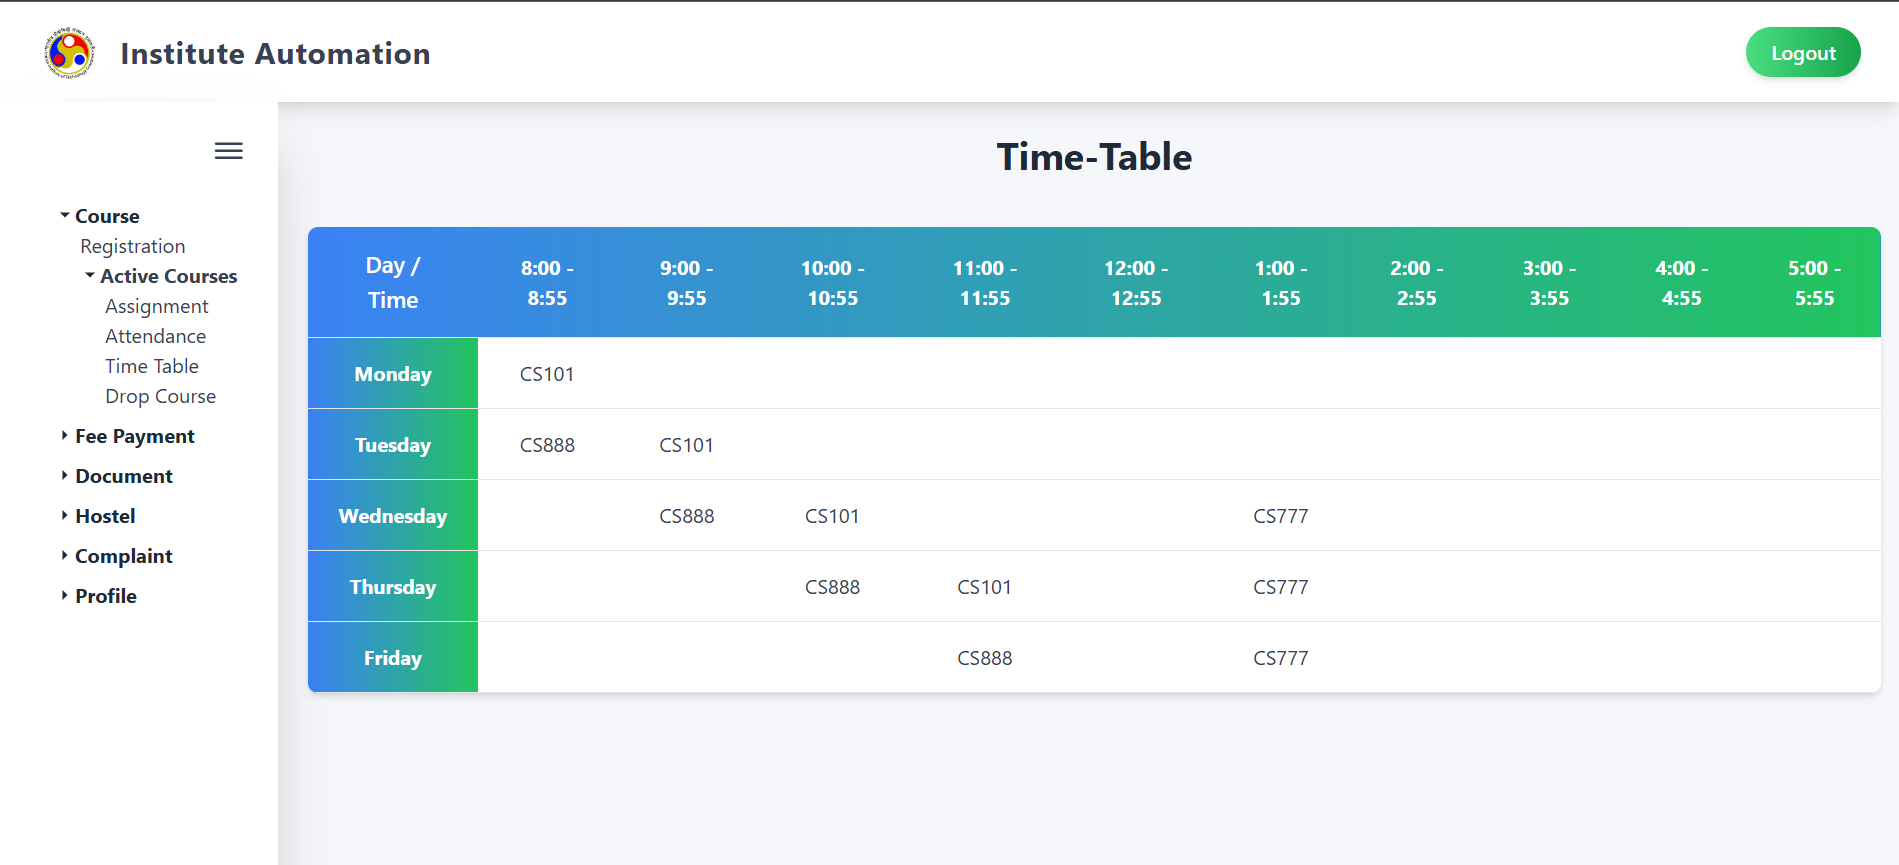 Institute Automation
Logout
Course
Registration
Active Courses
Assignment
Attendance
Time Table
Drop Course
Fee Payment
Document
Hostel
Complaint
Profile
Time-Table
Day / Time 8:00 - 8:55 9:00 - 9:55 10:00 - 10:55 11:00 - 11:55 12:00 - 12:55 1:00 - 1:55 2:00 - 2:55 3:00 - 3:55 4:00 - 4:55 5:00 - 5:55
Monday CS101
Tuesday CS888 CS101
Wednesday CS888 CS101 CS777
Thursday CS888 CS101 CS777
Friday CS888 CS777